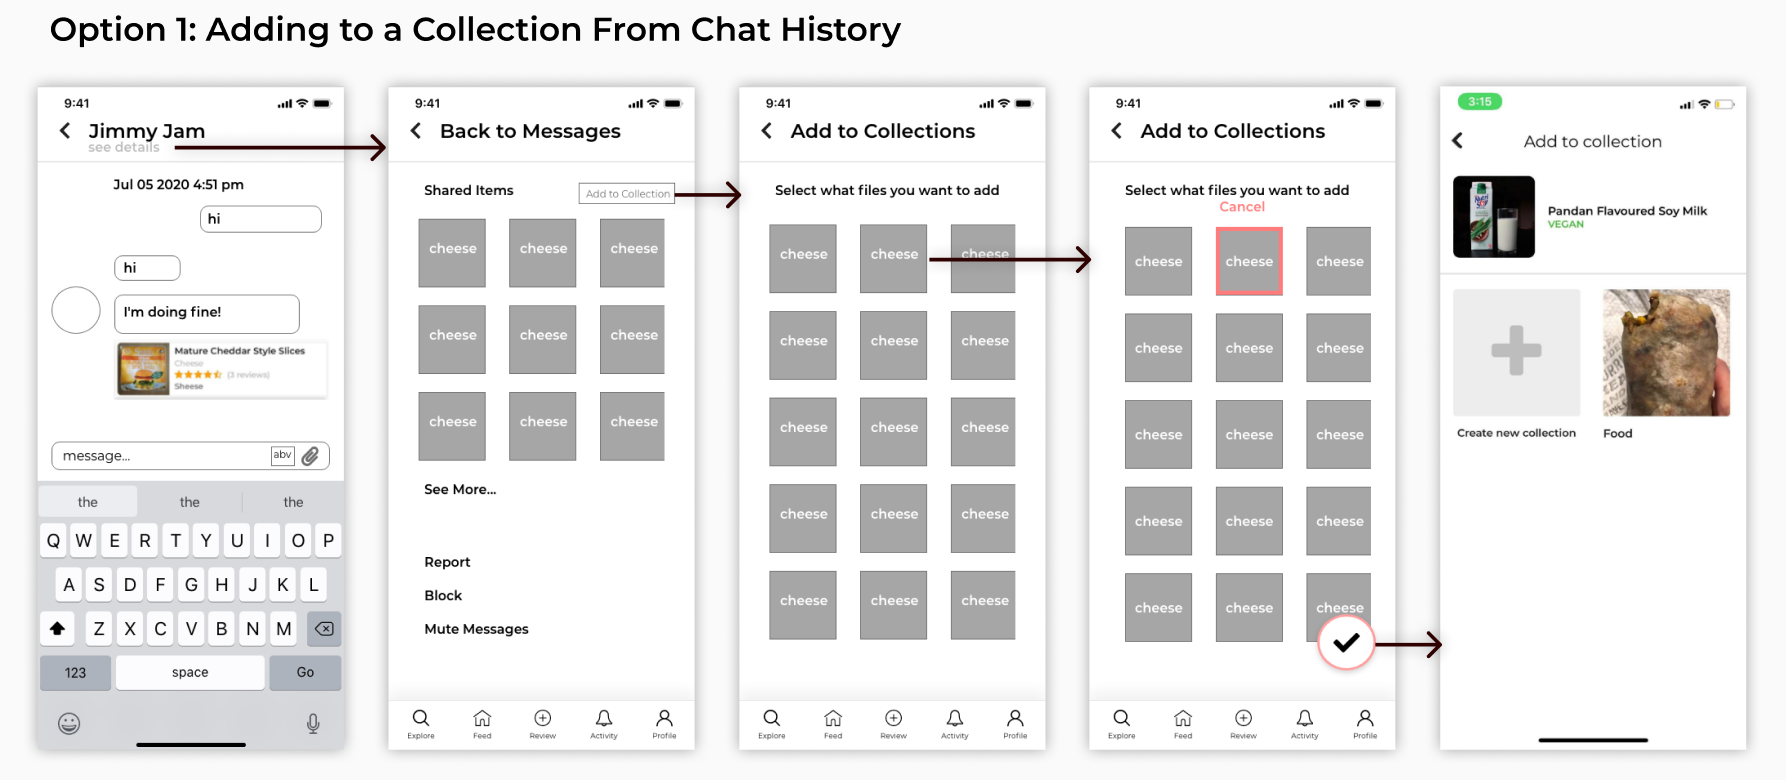 Option 1: Adding to a Collection From Chat History
9:41
Jimmy Jam
see details
Jul 05 2020 4:51 pm
hi
hi
I'm doing fine!
Mature Cheddar Style Slices
Cheese
(3 reviews)
Sheese
message...
abv
the the the
Q W E R T Y U I O P
A S D F G H J K L
Z X C V B N M
123 space Go
9:41
Back to Messages
Shared Items
Add to Collection
cheese cheese cheese
cheese cheese cheese
cheese cheese cheese
See More...
Report
Block
Mute Messages
Explore Feed Review Activity Profile
9:41
Add to Collections
Select what files you want to add
cheese cheese cheese
cheese cheese cheese
cheese cheese cheese
cheese cheese cheese
cheese cheese cheese
Explore Feed Review Activity Profile
9:41
Add to Collections
Select what files you want to add
Cancel
cheese cheese cheese
cheese cheese cheese
cheese cheese cheese
cheese cheese cheese
cheese cheese cheese
Explore Feed Review Activity Profile
3:15
Add to collection
Pandan Flavoured Soy Milk
VEGAN
Create new collection
Food